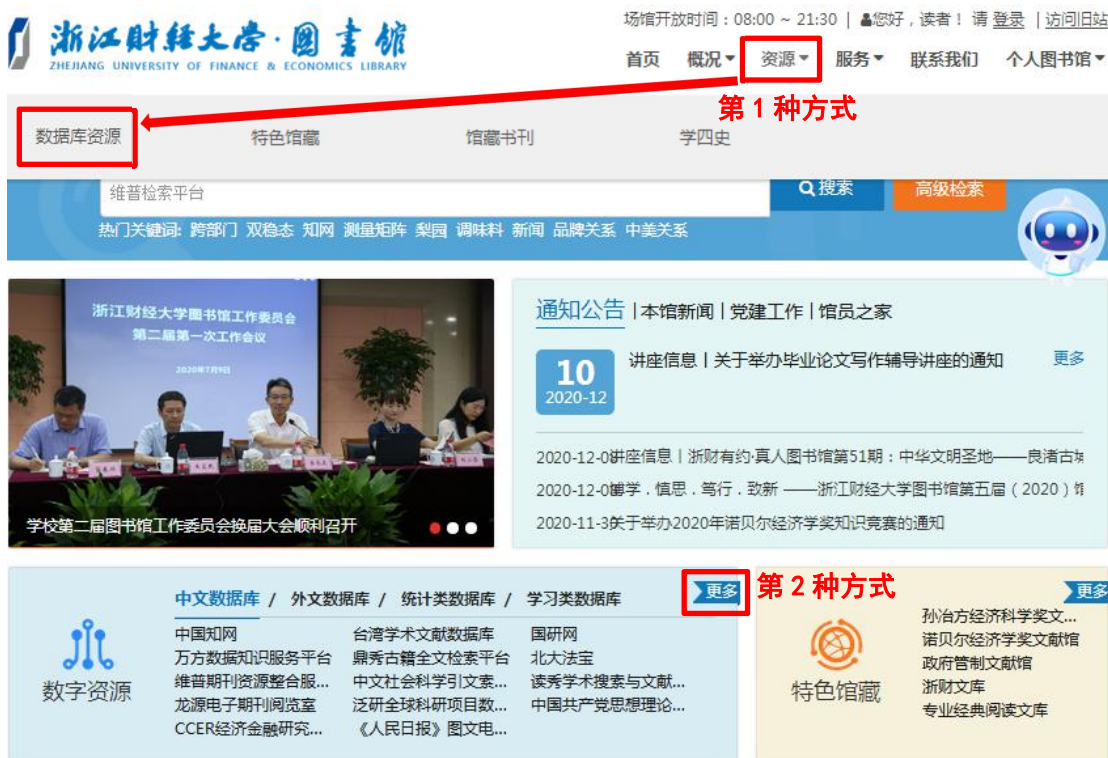 浙江财经大学·圖書館
ZHEJIANG UNIVERSITY OF FINANCE & ECONOMICS LIBRARY
场馆开放时间：08:00 ~ 21:30 | 您好，读者！ 请 登录 | 访问旧站
首页 概况 资源 服务 联系我们 个人图书馆
第1种方式
数据库资源 特色馆藏 馆藏书刊 学四史
维普检索平台 搜索 高级检索
热门关键词: 跨部门 双稳态 知网 测量矩阵 梨园 调味料 新闻 品牌关系 中美关系
浙江财经大学图书馆工作委员会
第二届第一次工作会议
2020年7月9日
学校第二届图书馆工作委员会换届大会顺利召开
通知公告 | 本馆新闻 | 党建工作 | 馆员之家
10
2020-12
讲座信息 | 关于举办毕业论文写作辅导讲座的通知 更多
2020-12-0 讲座信息 | 浙财有约·真人图书馆第51期：中华文明圣地——良渚古
2020-12-0 博学．慎思．笃行．致新 ——浙江财经大学图书馆第五届（2020）
2020-11-3 关于举办2020年诺贝尔经济学奖知识竞赛的通知
数字资源
中文数据库 / 外文数据库 / 统计类数据库 / 学习类数据库 更多
第2种方式
中国知网 台湾学术文献数据库 国研网
万方数据知识服务平台 鼎秀古籍全文检索平台 北大法宝
维普期刊资源整合服... 中文社会科学引文索... 读秀学术搜素与文献...
龙源电子期刊阅览室 泛研全球科研项目数... 中国共产党思想理论...
CCER经济金融研究... 《人民日报》图文电...
特色馆藏
更多
孙冶方经济科学奖文...
诺贝尔经济学奖文献馆
政府管制文献馆
浙财文库
专业经典阅读文库